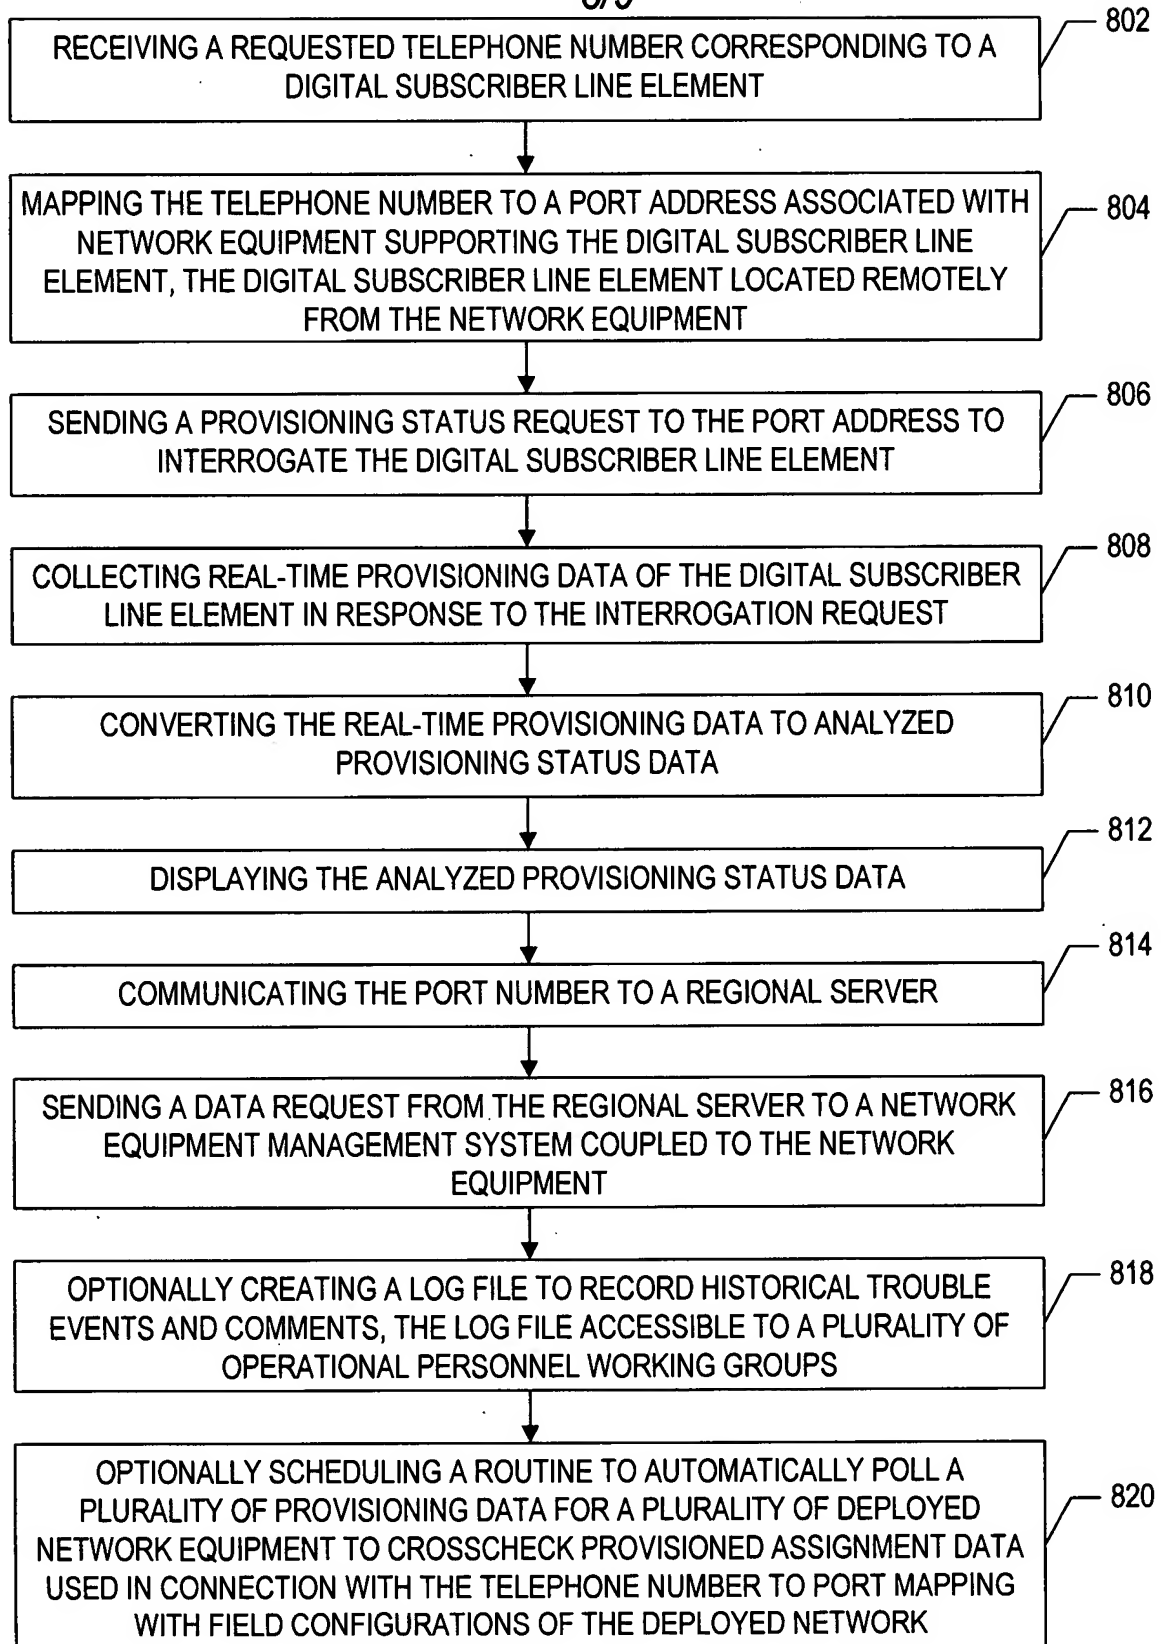 802
RECEIVING A REQUESTED TELEPHONE NUMBER CORRESPONDING TO A
DIGITAL SUBSCRIBER LINE ELEMENT
804
MAPPING THE TELEPHONE NUMBER TO A PORT ADDRESS ASSOCIATED WITH
NETWORK EQUIPMENT SUPPORTING THE DIGITAL SUBSCRIBER LINE
ELEMENT, THE DIGITAL SUBSCRIBER LINE ELEMENT LOCATED REMOTELY
FROM THE NETWORK EQUIPMENT
806
SENDING A PROVISIONING STATUS REQUEST TO THE PORT ADDRESS TO
INTERROGATE THE DIGITAL SUBSCRIBER LINE ELEMENT
808
COLLECTING REAL-TIME PROVISIONING DATA OF THE DIGITAL SUBSCRIBER
LINE ELEMENT IN RESPONSE TO THE INTERROGATION REQUEST
810
CONVERTING THE REAL-TIME PROVISIONING DATA TO ANALYZED
PROVISIONING STATUS DATA
812
DISPLAYING THE ANALYZED PROVISIONING STATUS DATA
814
COMMUNICATING THE PORT NUMBER TO A REGIONAL SERVER
816
SENDING A DATA REQUEST FROM THE REGIONAL SERVER TO A NETWORK
EQUIPMENT MANAGEMENT SYSTEM COUPLED TO THE NETWORK
EQUIPMENT
818
OPTIONALLY CREATING A LOG FILE TO RECORD HISTORICAL TROUBLE
EVENTS AND COMMENTS, THE LOG FILE ACCESSIBLE TO A PLURALITY OF
OPERATIONAL PERSONNEL WORKING GROUPS
820
OPTIONALLY SCHEDULING A ROUTINE TO AUTOMATICALLY POLL A
PLURALITY OF PROVISIONING DATA FOR A PLURALITY OF DEPLOYED
NETWORK EQUIPMENT TO CROSSCHECK PROVISIONED ASSIGNMENT DATA
USED IN CONNECTION WITH THE TELEPHONE NUMBER TO PORT MAPPING
WITH FIELD CONFIGURATIONS OF THE DEPLOYED NETWORK